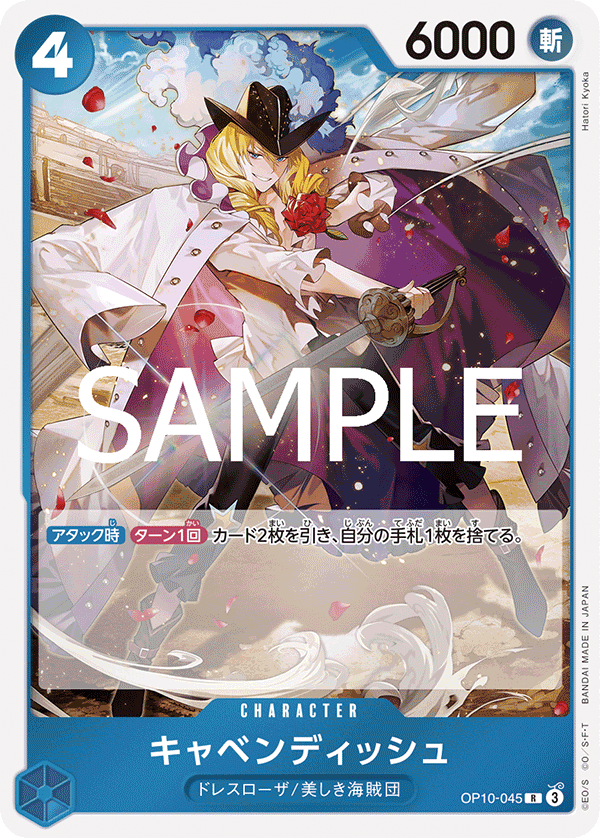 4
6000
斬
Hatori Kyoka
SAMPLE
アタック時 ターン1回 カード2枚を引き、自分の手札1枚を捨てる。
CHARACTER
キャベンディッシュ
ドレスローザ/美しき海賊団
OP10-045 R 3
©E.O/S ©O/S・F・T BANDAI MADE IN JAPAN